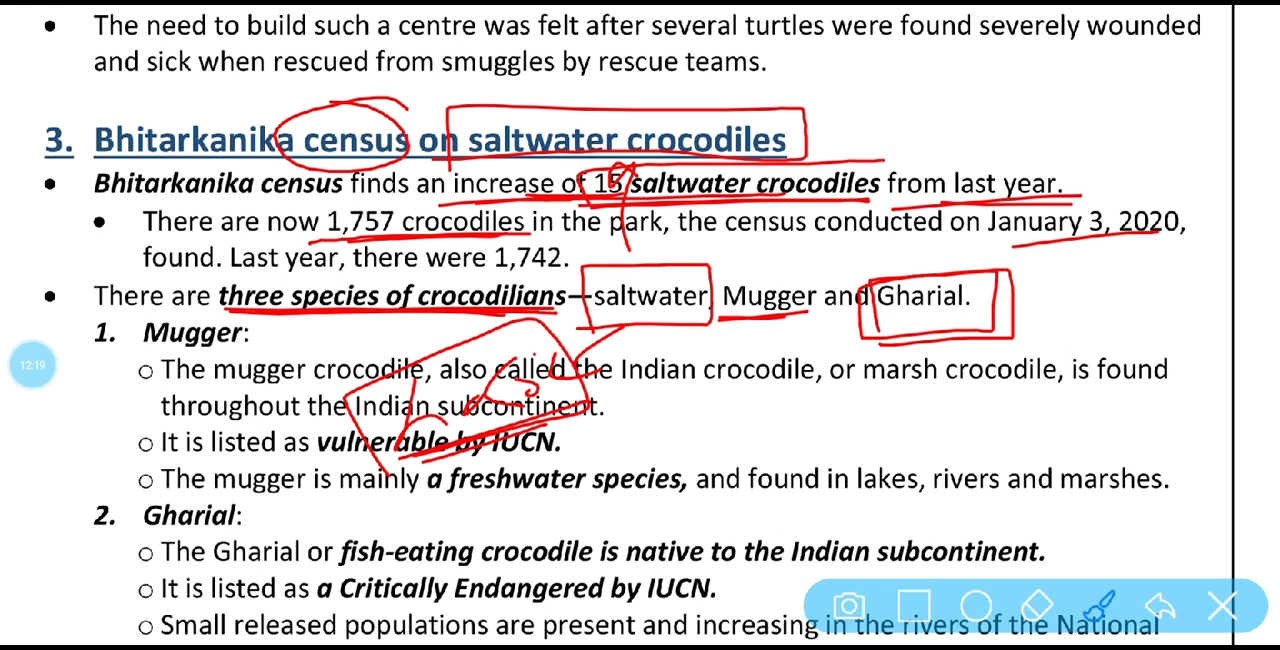 • The need to build such a centre was felt after several turtles were found severely wounded
and sick when rescued from smuggles by rescue teams.
3. Bhitarkanika census on saltwater crocodiles
• Bhitarkanika census finds an increase of 15 saltwater crocodiles from last year.
• There are now 1,757 crocodiles in the park, the census conducted on January 3, 2020,
found. Last year, there were 1,742.
• There are three species of crocodilians—saltwater, Mugger and Gharial.
1. Mugger:
12:19
o The mugger crocodile, also called the Indian crocodile, or marsh crocodile, is found
throughout the Indian subcontinent.
o It is listed as vulnerable by IUCN.
o The mugger is mainly a freshwater species, and found in lakes, rivers and marshes.
2. Gharial:
o The Gharial or fish-eating crocodile is native to the Indian subcontinent.
o It is listed as a Critically Endangered by IUCN.
o Small released populations are present and increasing in the rivers of the National